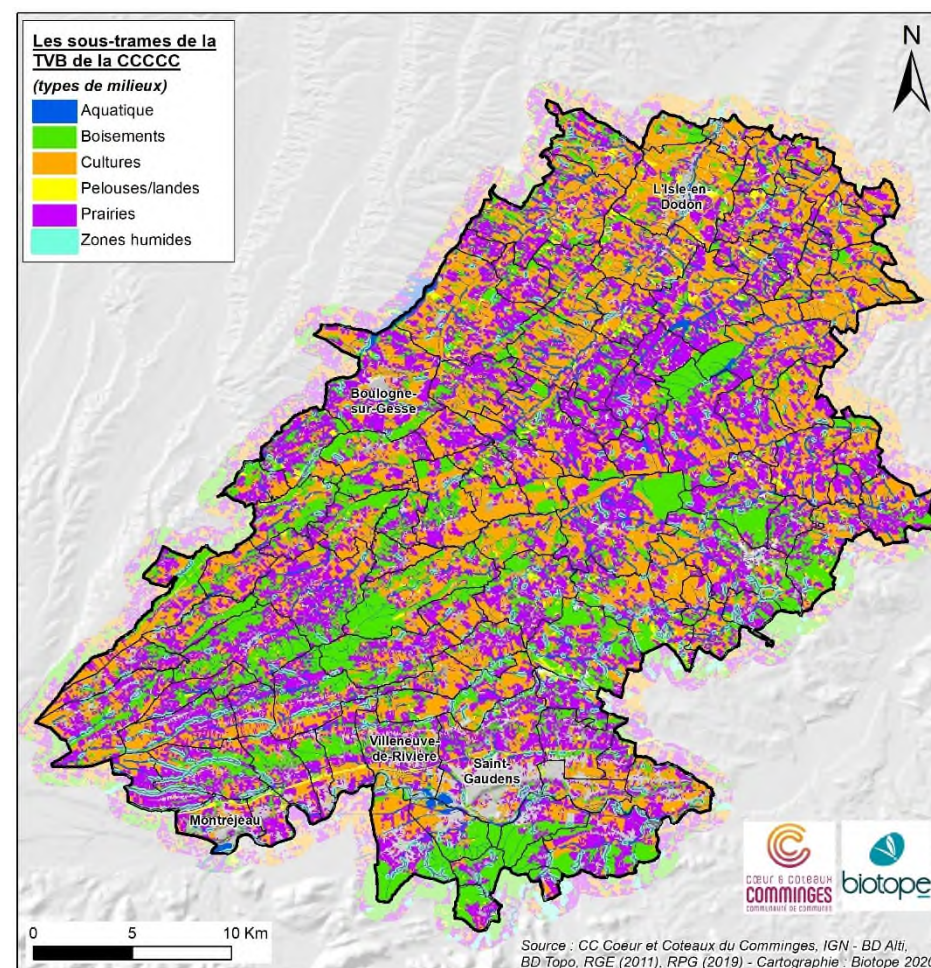 Les sous-trames de la
TVB de la CCCCC
(types de milieux)
Aquatique
Boisements
Cultures
Pelouses/landes
Prairies
Zones humides
N
L'Isle-en-
Dodon
Boulogne-
sur-Gesse
Villeneuve-
de-Rivière
Saint-
Gaudens
Montréjeau
0 5 10 Km
CŒUR & COTEAUX
COMMINGES
COMMUNAUTÉ DE COMMUNES
biotope
Source : CC Coeur et Coteaux du Comminges, IGN - BD Alti,
BD Topo, RGE (2011), RPG (2019) - Cartographie : Biotope 2020